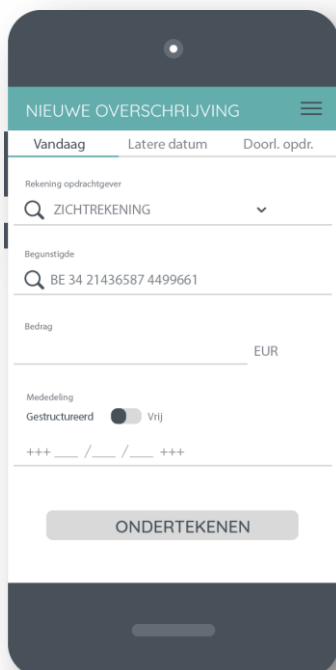 NIEUWE OVERSCHRIJVING
Vandaag Latere datum Doorl. opdr.
Rekening opdrachtgever
ZICHTREKENING
Begunstigde
BE 34 21436587 4499661
Bedrag
EUR
Mededeling
Gestructureerd Vrij
+++ ___ /___ /___ +++
ONDERTEKENEN